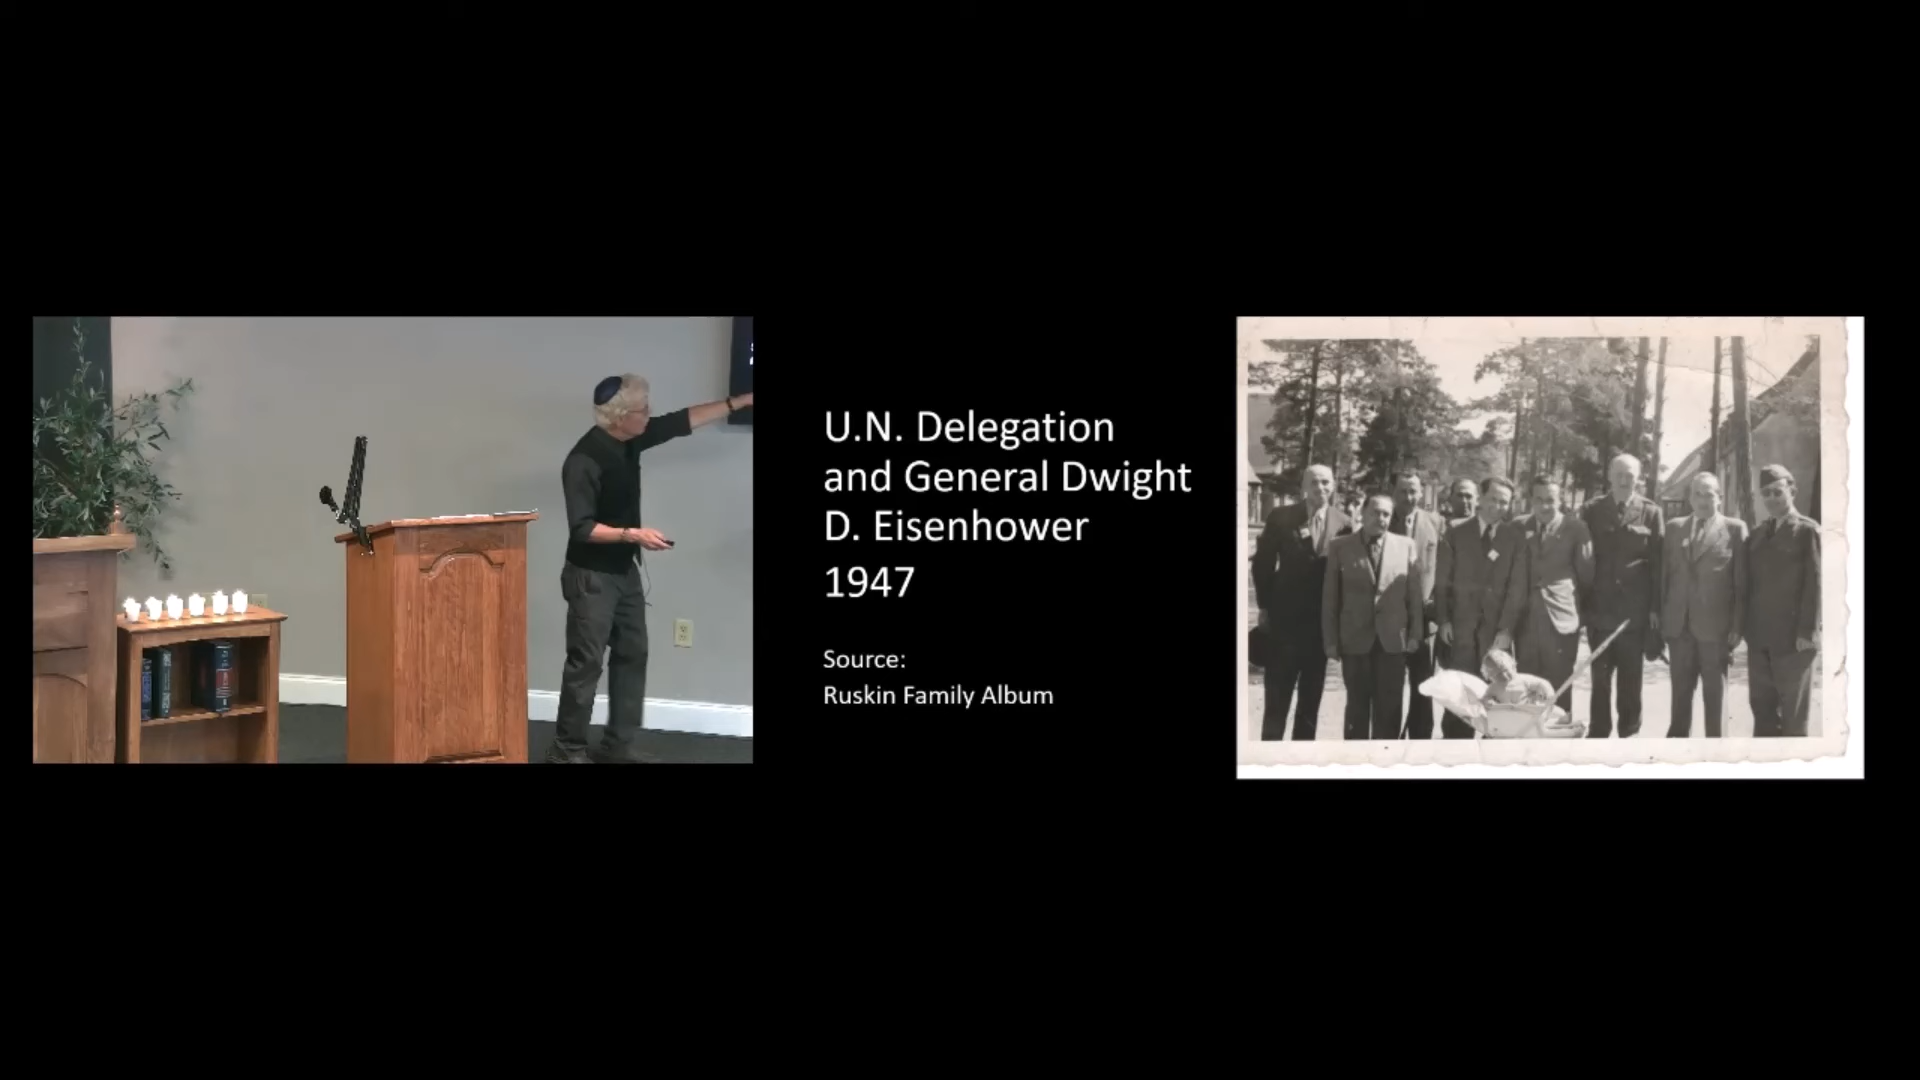 U.N. Delegation
and General Dwight
D. Eisenhower
1947
Source:
Ruskin Family Album